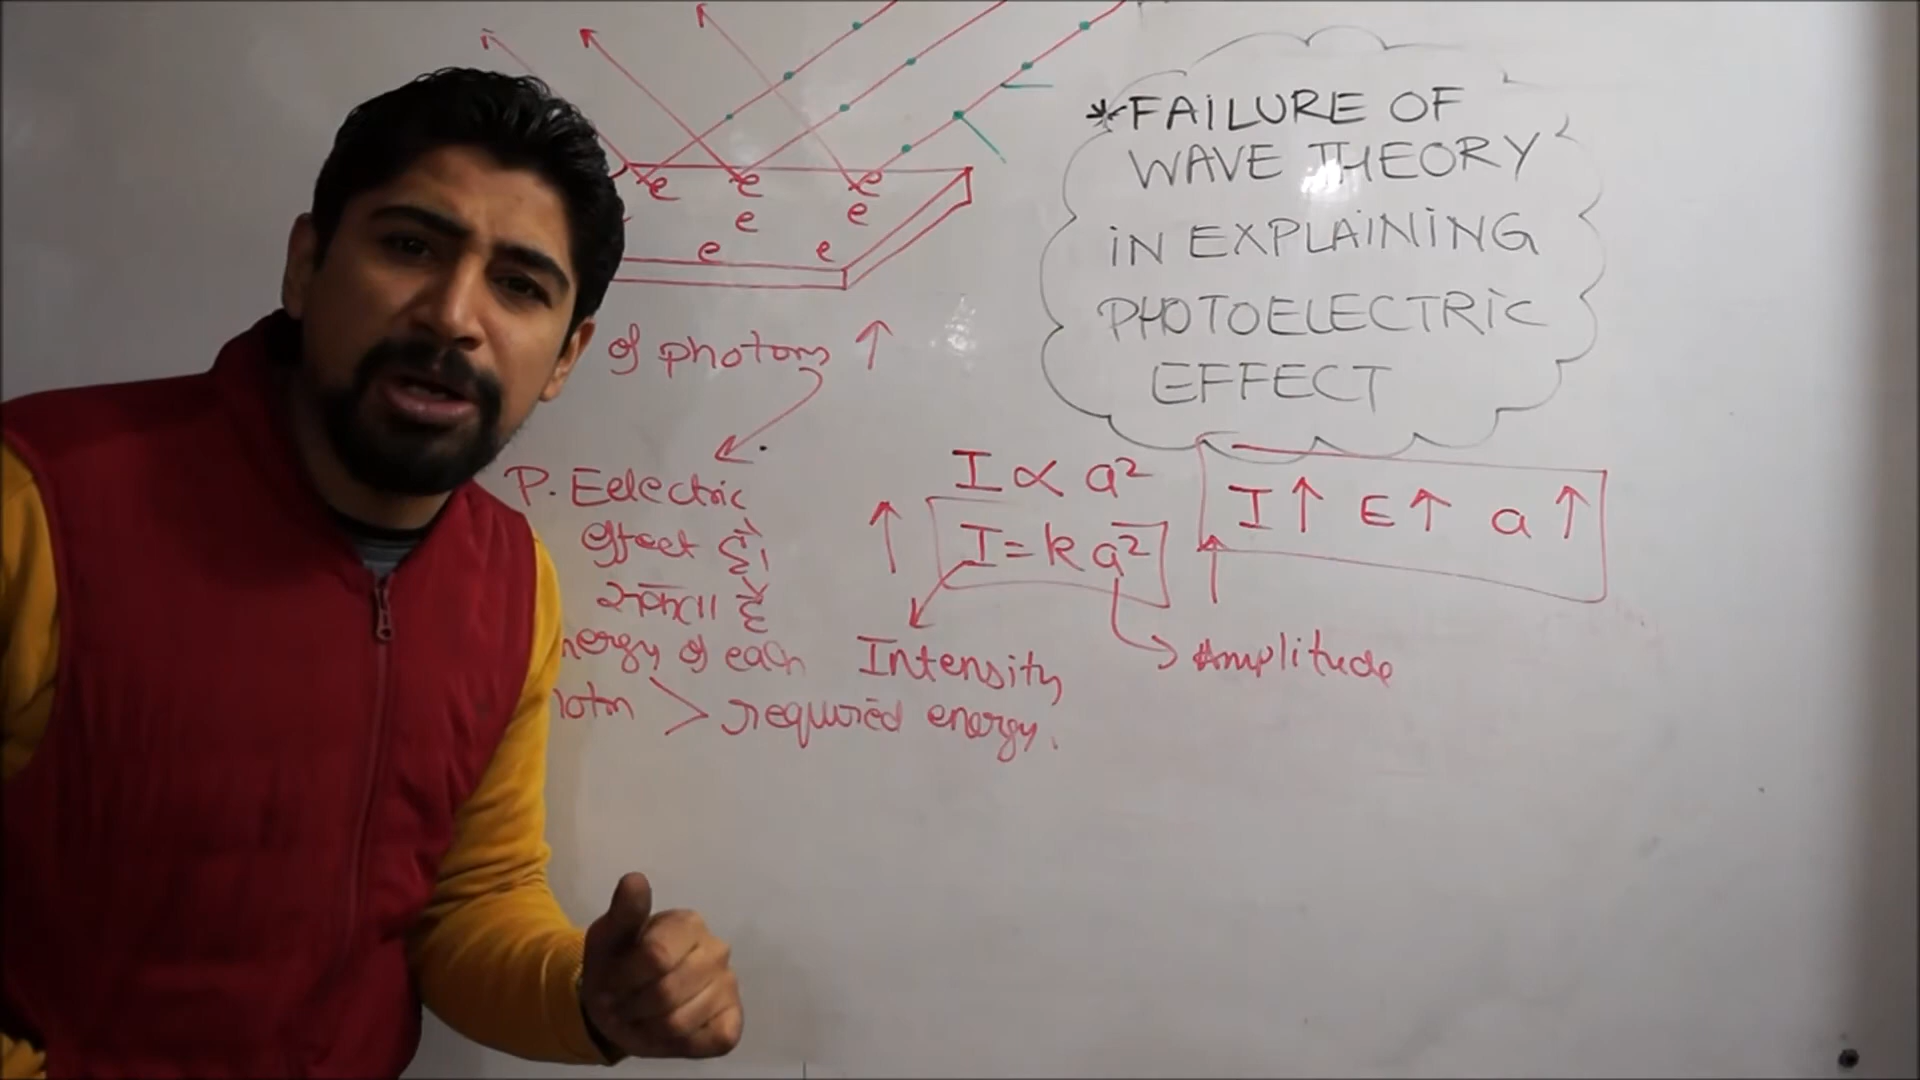 e e e
e e
e e
* FAILURE OF
WAVE THEORY
IN EXPLAINING
PHOTOELECTRIC
EFFECT
of photons ↑
P. Eelectric
effect हो
सकता है
nergy of each
oton > required energy.
I ∝ a²
↑ I = k a² ↑
I ↑ E ↑ a ↑
Intensity
Amplitude